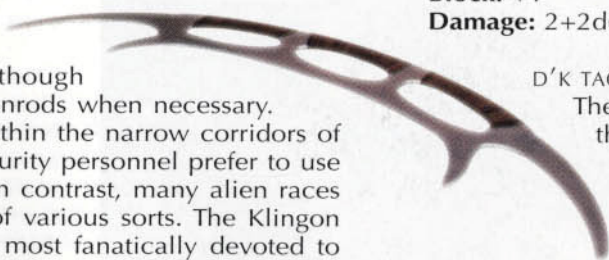 though
nrods when necessary.
thin the narrow corridors of
urity personnel prefer to use
n contrast, many alien races
of various sorts. The Klingon
most fanatically devoted to
Damage: 2+2d
D'K TA
The
th